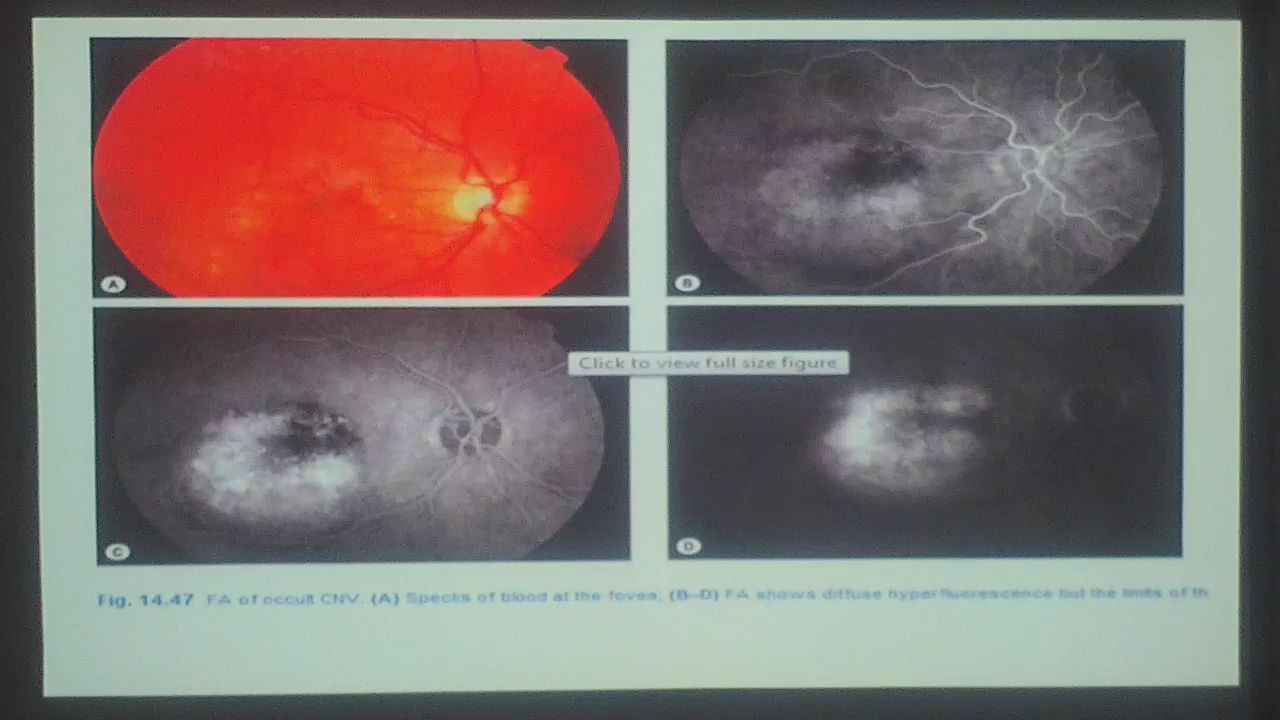 A
B
Click to view full size figure
C
D
Fig. 14.47 FA of occult CNV. (A) Specks of blood at the fovea; (B–D) FA shows diffuse hyperfluorescence but the limits of th